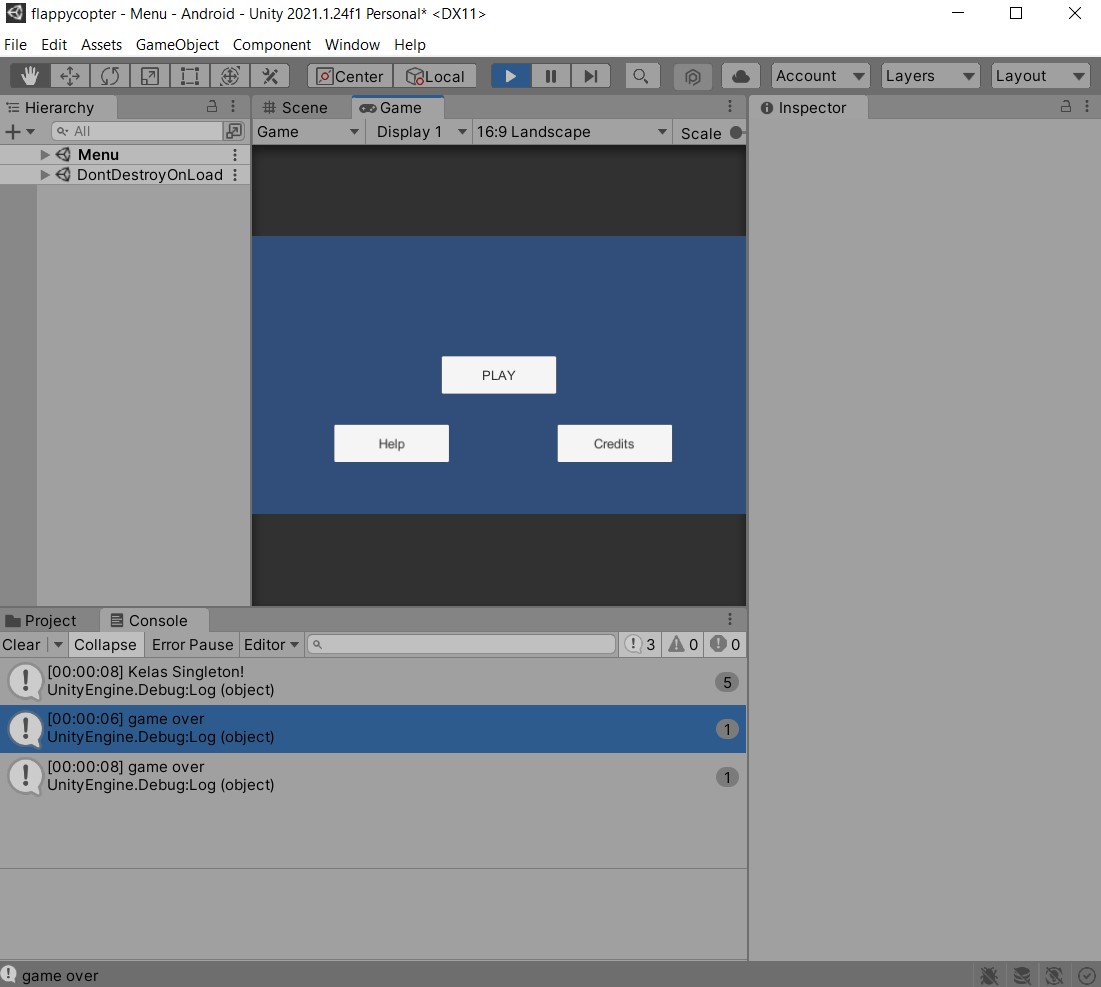 flappycopter - Menu - Android - Unity 2021.1.24f1 Personal* <DX11>
File Edit Assets GameObject Component Window Help
Center Local Account Layers Layout
Hierarchy Scene Game Inspector
All Game Display 1 16:9 Landscape Scale
Menu
DontDestroyOnLoad
PLAY
Help Credits
Project Console
Clear Collapse Error Pause Editor 3 0 0
[00:00:08] Kelas Singleton!
UnityEngine.Debug:Log (object) 5
[00:00:06] game over
UnityEngine.Debug:Log (object) 1
[00:00:08] game over
UnityEngine.Debug:Log (object) 1
game over